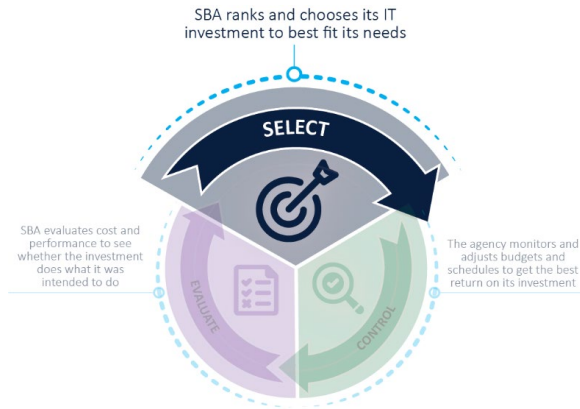 SBA ranks and chooses its IT
investment to best fit its needs
SELECT
SBA evaluates cost and
performance to see
whether the investment
does what it was
intended to do
The agency monitors and
adjusts budgets and
schedules to get the best
return on its investment
EVALUATE
CONTROL